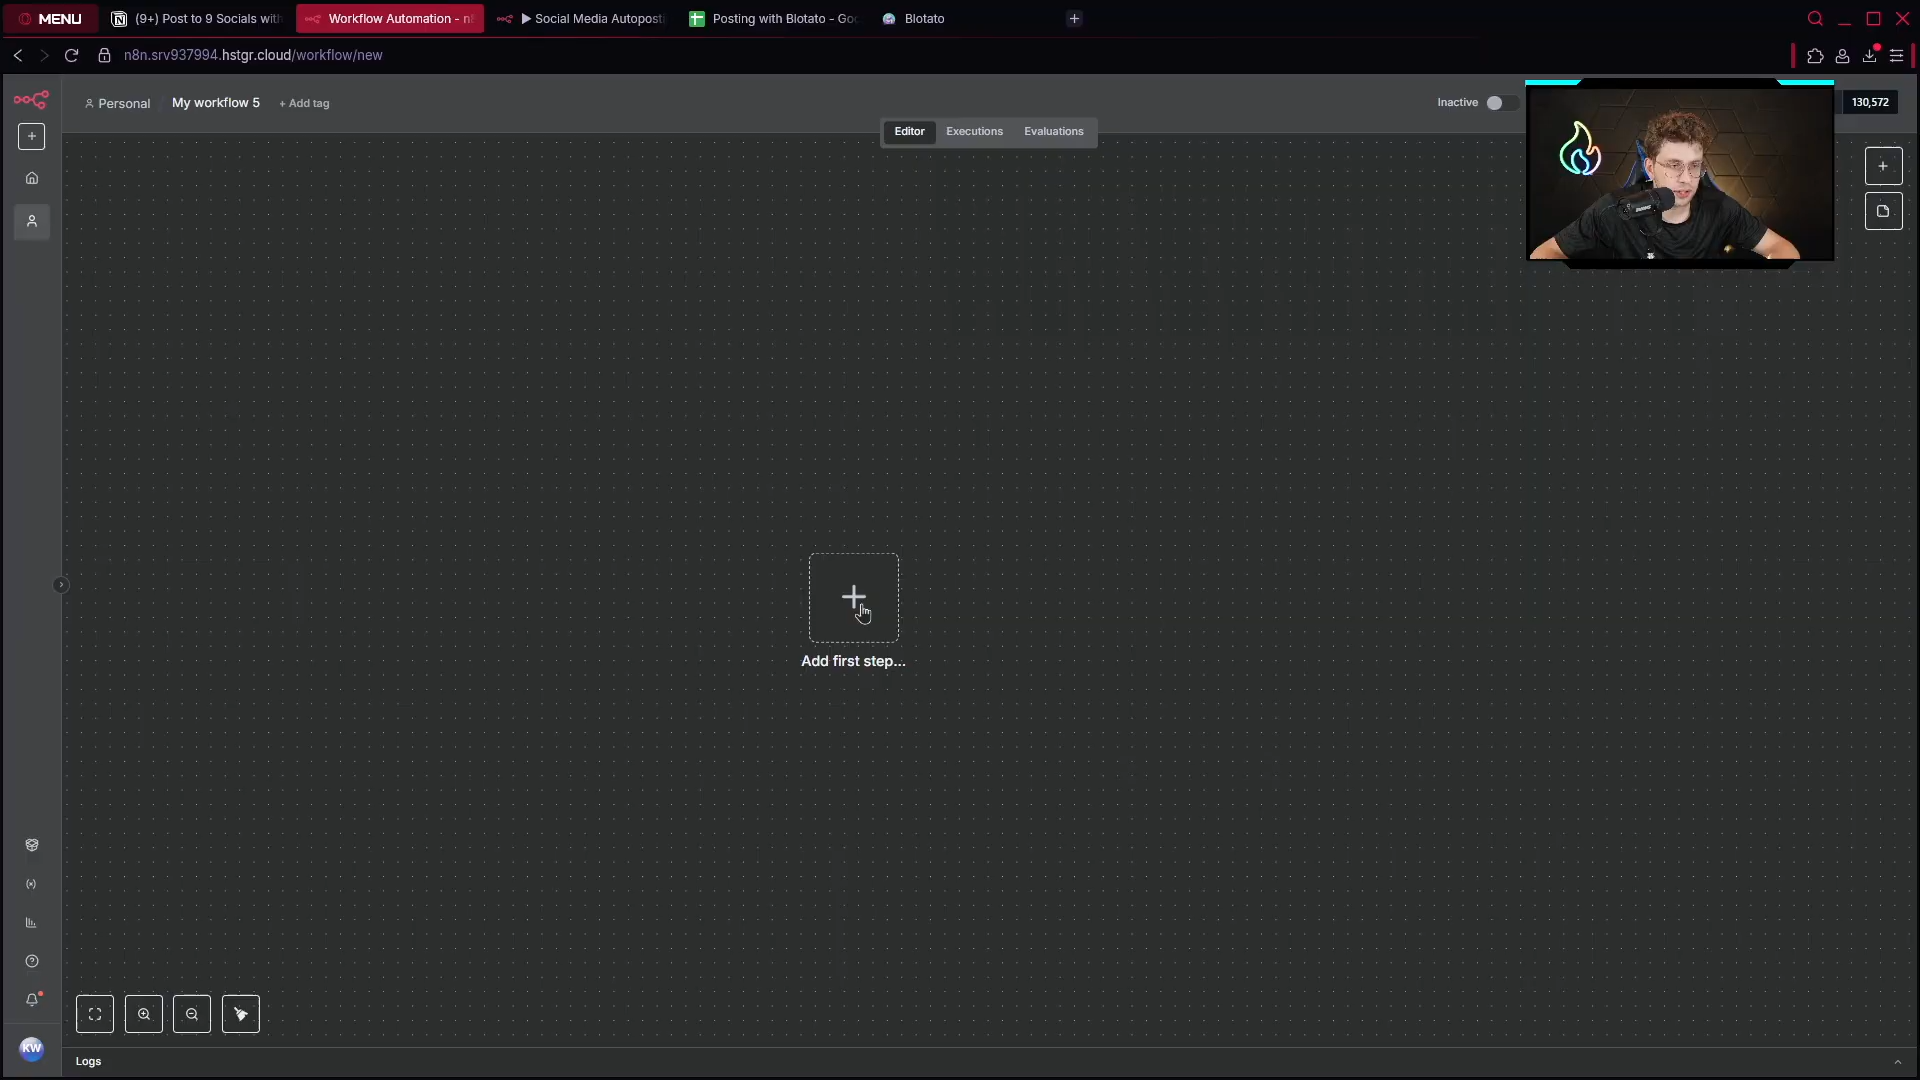 MENU
(9+) Post to 9 Socials with
Workflow Automation - n8
▶ Social Media Autopost
Posting with Blotato - Goo
Blotato
n8n.srv937994.hstgr.cloud/workflow/new
Personal
My workflow 5
+ Add tag
Inactive
130,572
Editor
Executions
Evaluations
Add first step...
KW
Logs